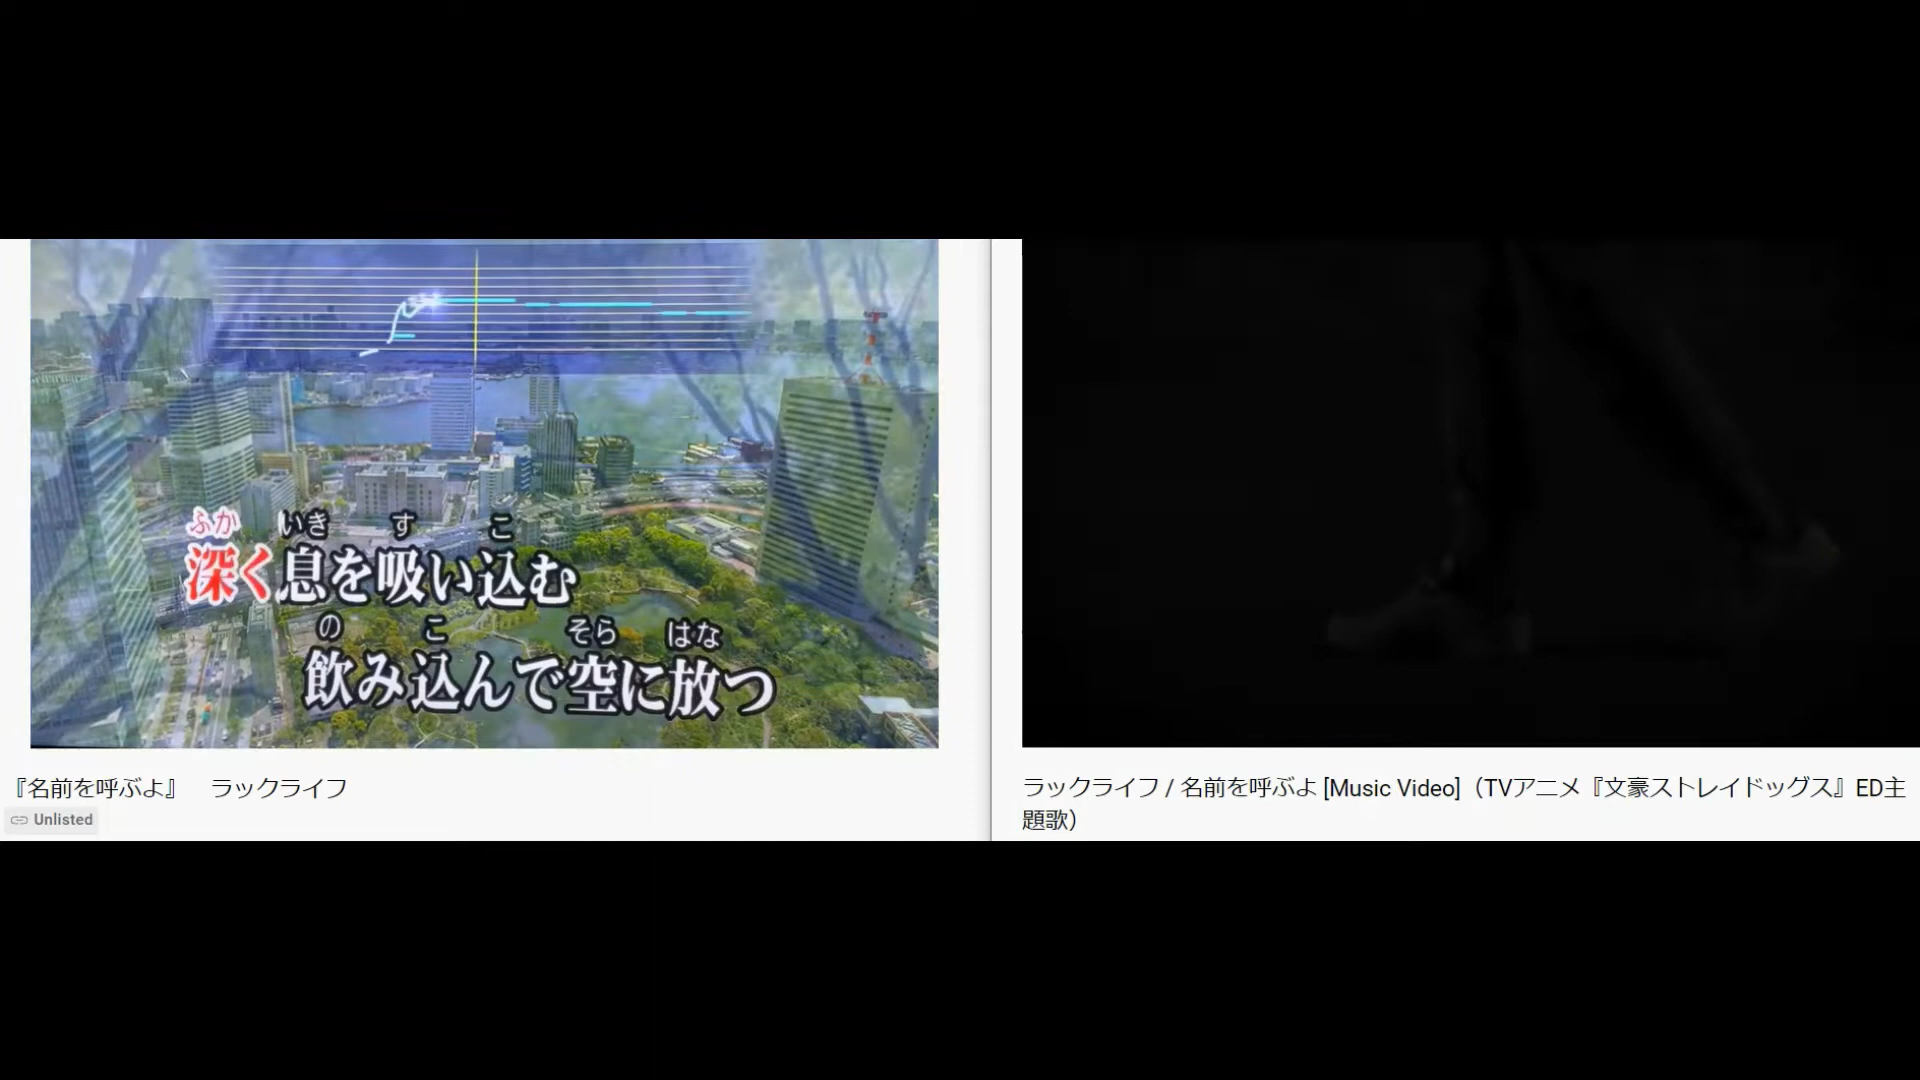 ふか いき す こ
深く息を吸い込む
の こ そら はな
飲み込んで空に放つ
『名前を呼ぶよ』　ラックライフ
Unlisted
ラックライフ / 名前を呼ぶよ [Music Video]（TVアニメ『文豪ストレイドッグス』ED主
題歌）